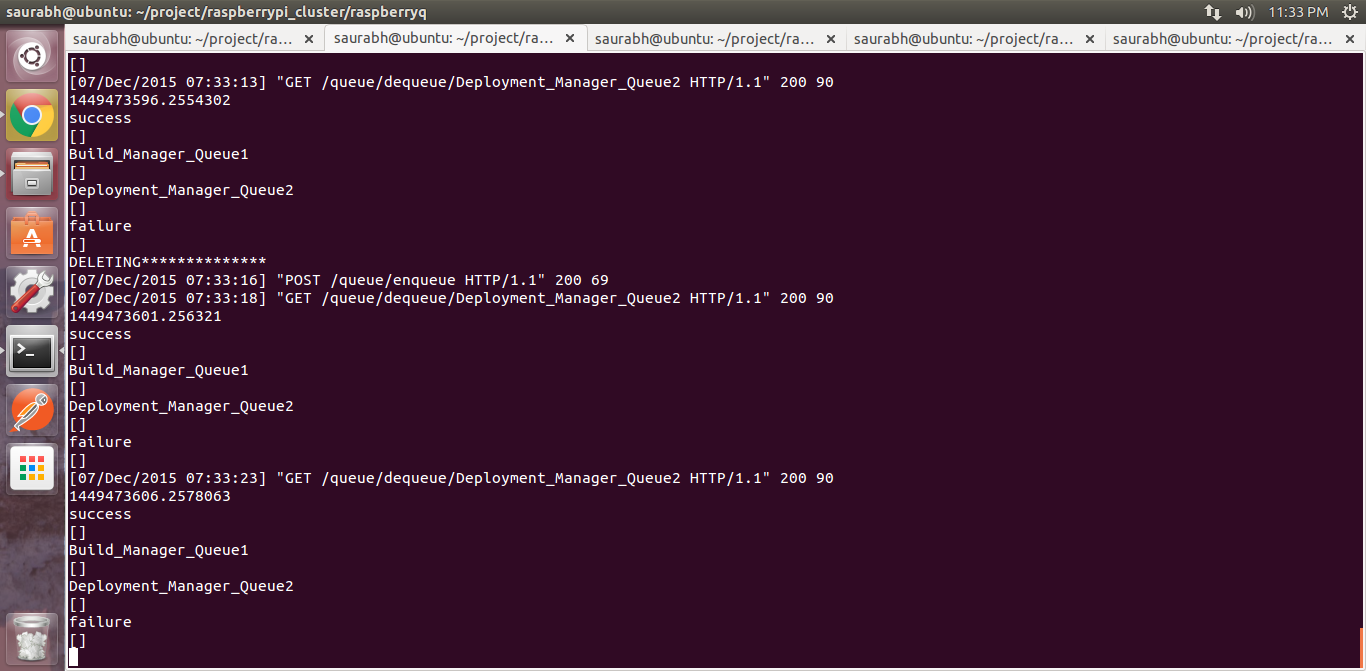 saurabh@ubuntu: ~/project/raspberrypi_cluster/raspberryq
11:33 PM
saurabh@ubuntu: ~/project/ra... × saurabh@ubuntu: ~/project/ra... × saurabh@ubuntu: ~/project/ra... × saurabh@ubuntu: ~/project/ra... × saurabh@ubuntu: ~/project/ra... ×
[]
[07/Dec/2015 07:33:13] "GET /queue/dequeue/Deployment_Manager_Queue2 HTTP/1.1" 200 90
1449473596.2554302
success
[]
Build_Manager_Queue1
[]
Deployment_Manager_Queue2
[]
failure
[]
DELETING**************
[07/Dec/2015 07:33:16] "POST /queue/enqueue HTTP/1.1" 200 69
[07/Dec/2015 07:33:18] "GET /queue/dequeue/Deployment_Manager_Queue2 HTTP/1.1" 200 90
1449473601.256321
success
[]
Build_Manager_Queue1
[]
Deployment_Manager_Queue2
[]
failure
[]
[07/Dec/2015 07:33:23] "GET /queue/dequeue/Deployment_Manager_Queue2 HTTP/1.1" 200 90
1449473606.2578063
success
[]
Build_Manager_Queue1
[]
Deployment_Manager_Queue2
[]
failure
[]